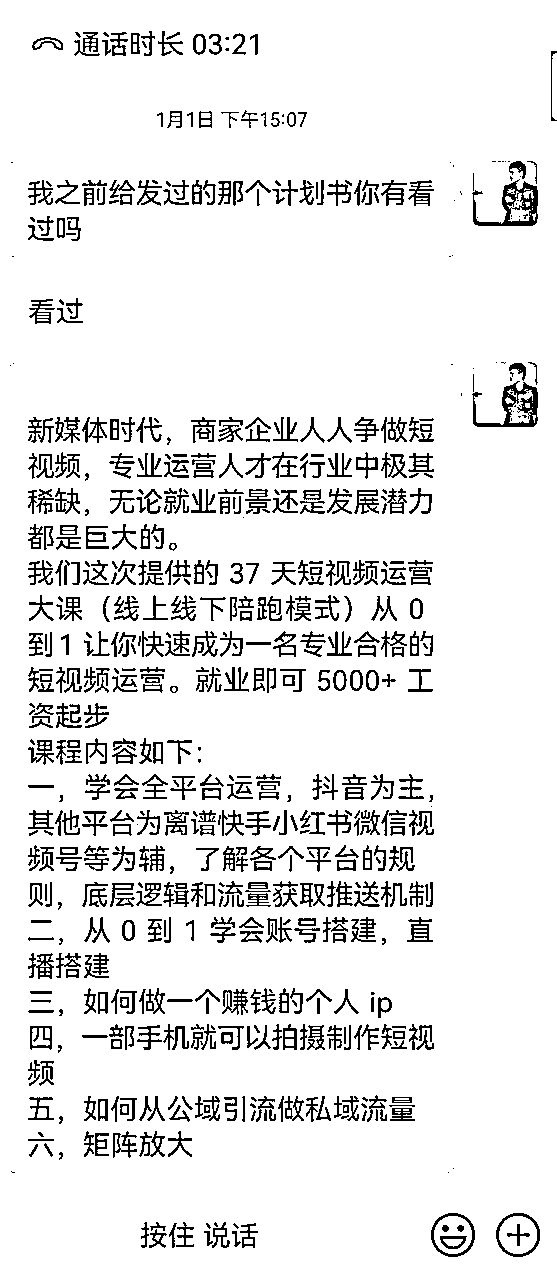 通话时长 03:21
1月1日 下午15:07
我之前给发过的那个计划书你有看
过吗
看过
新媒体时代，商家企业人人争做短
视频，专业运营人才在行业中极其
稀缺，无论就业前景还是发展潜力
都是巨大的。
我们这次提供的 37 天短视频运营
大课（线上线下陪跑模式）从 0
到1 让你快速成为一名专业合格的
短视频运营。就业即可 5000+ 工
资起步
课程内容如下：
一，学会全平台运营，抖音为主，
其他平台为离谱快手小红书微信视
频号等为辅，了解各个平台的规
则，底层逻辑和流量获取推送机制
二，从 0 到 1 学会账号搭建，直
播搭建
三，如何做一个赚钱的个人 ip
四，一部手机就可以拍摄制作短视
频
五，如何从公域引流做私域流量
六，矩阵放大
按住 说话